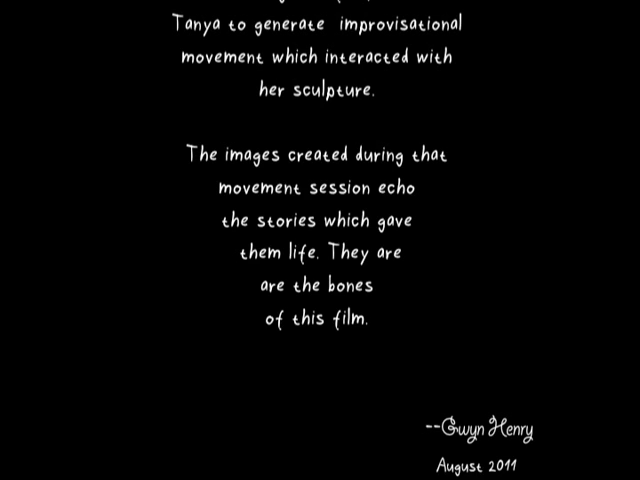 Tanya to generate improvisational
movement which interacted with
her sculpture.
The images created during that
movement session echo
the stories which gave
them life. They are
are the bones
of this film.
--Gwyn Henry
August 2011